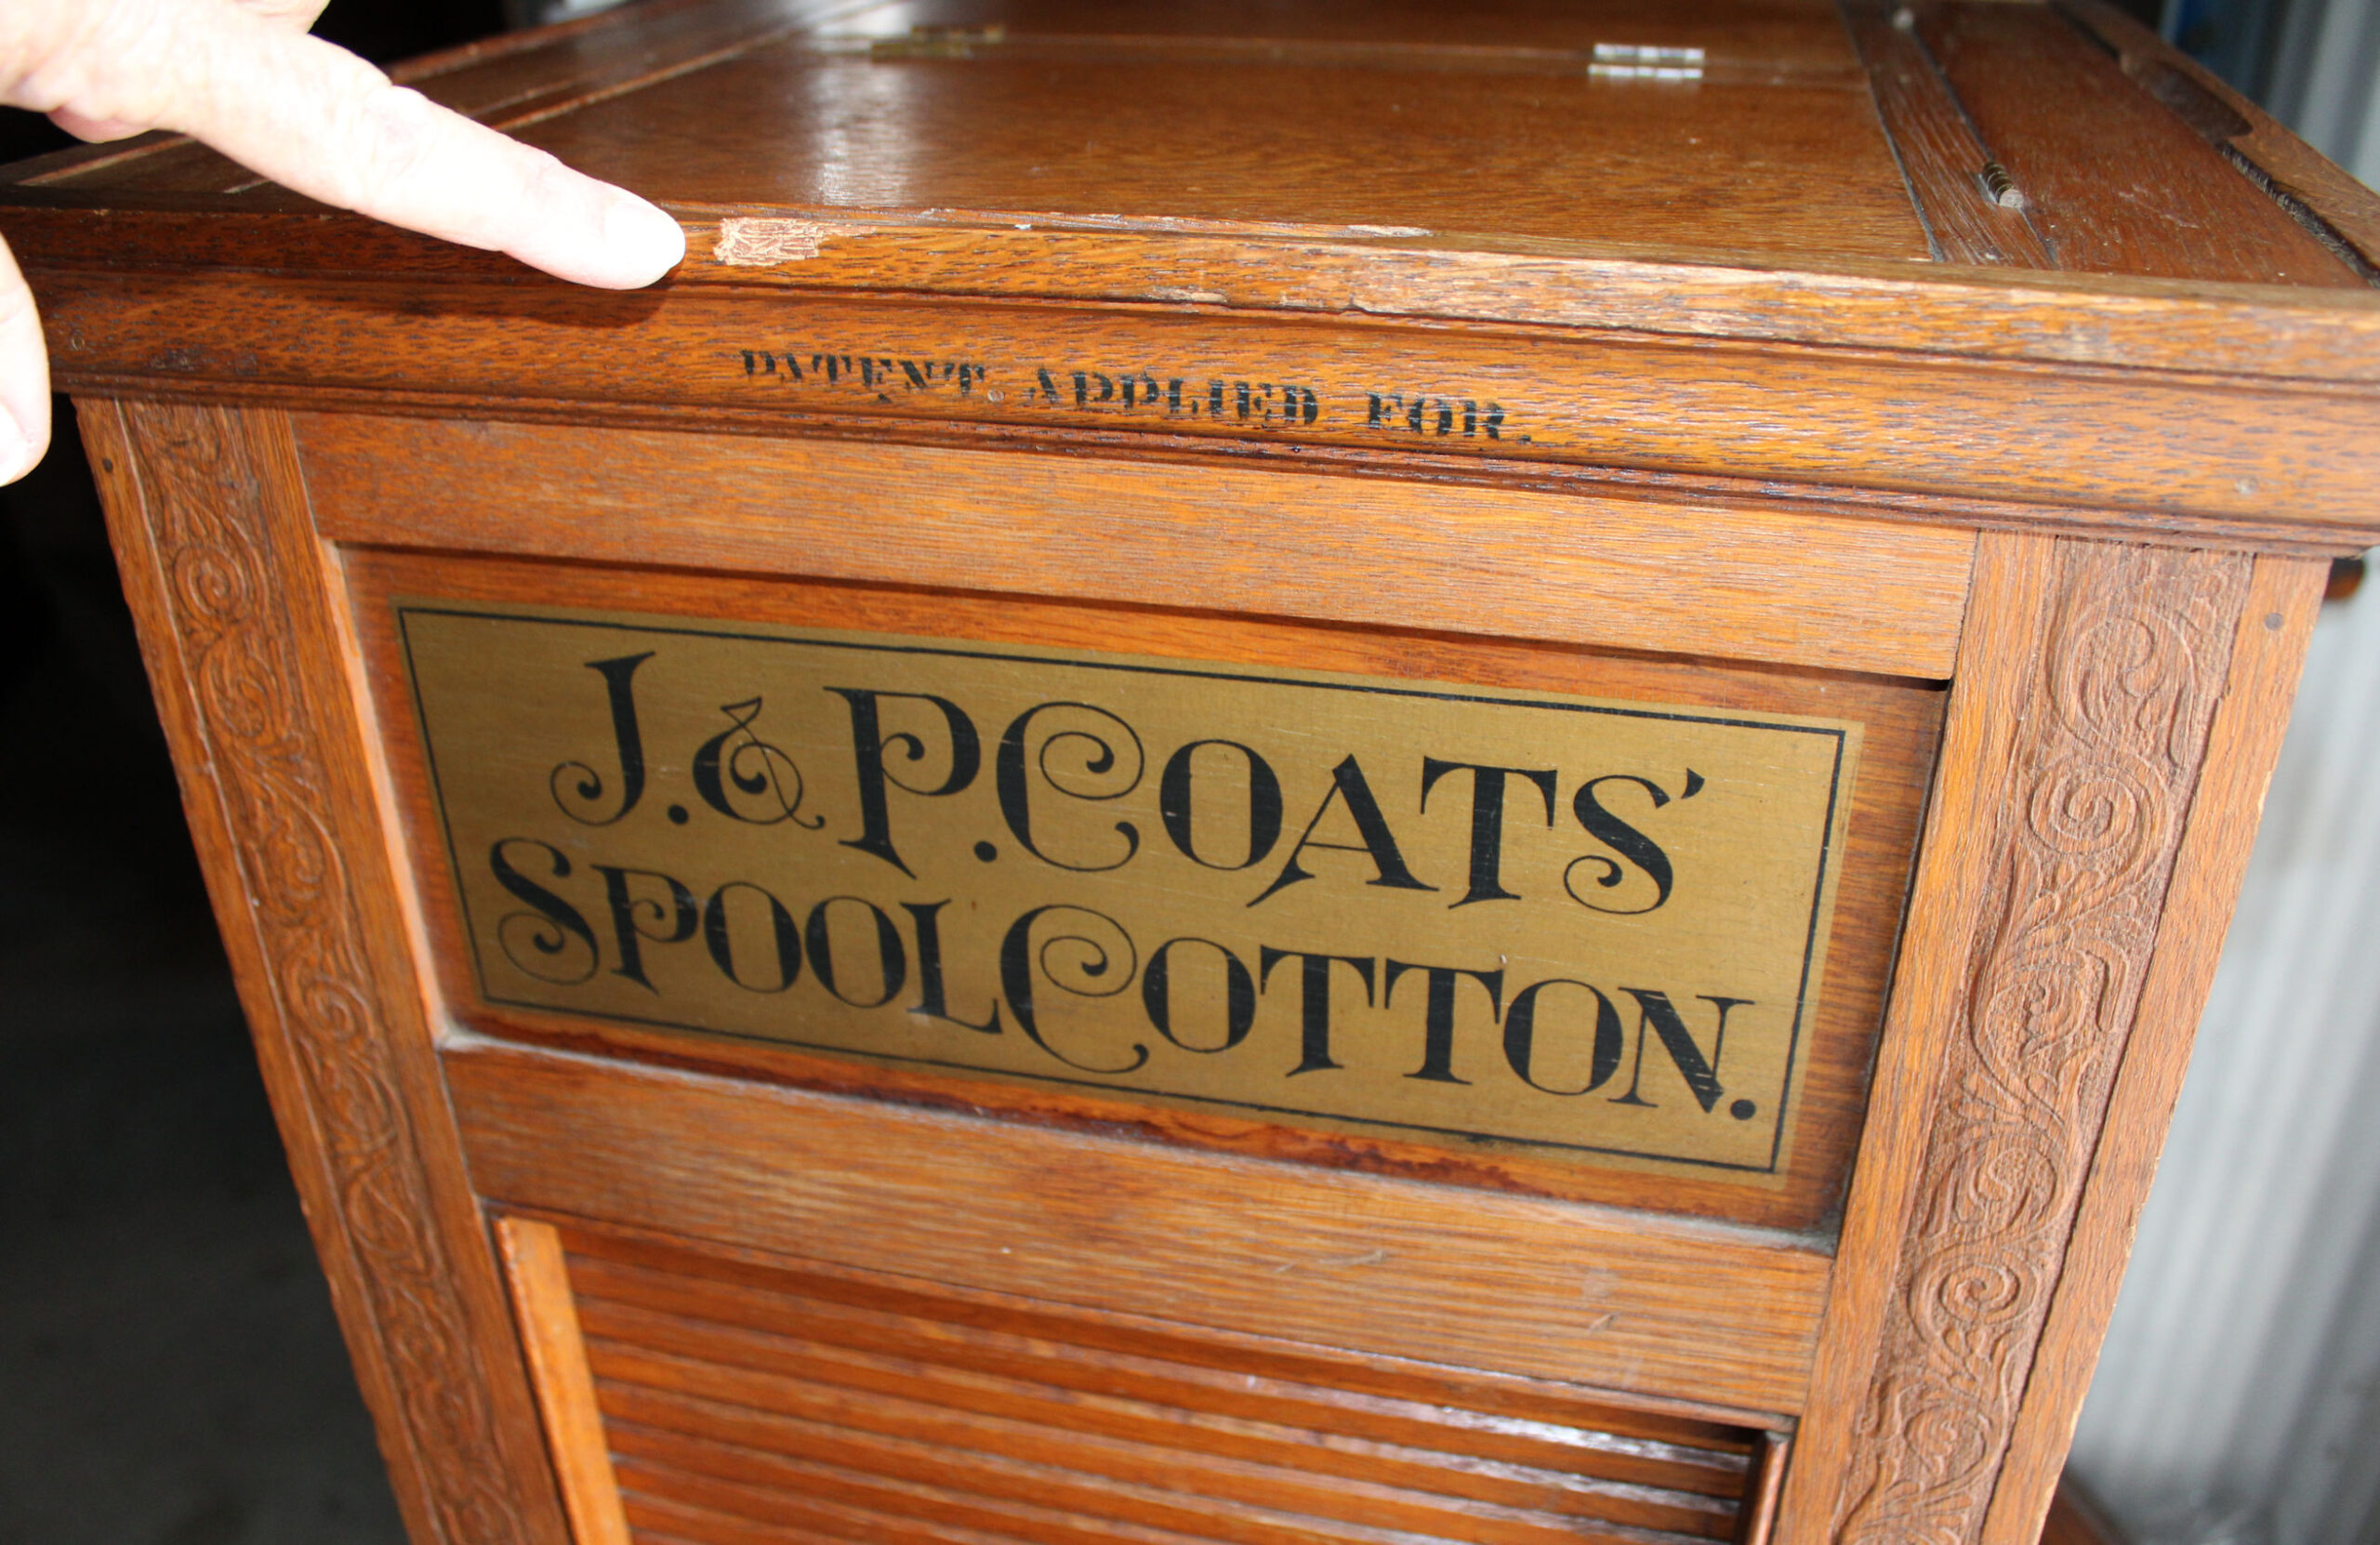 PATENT APPLIED FOR.
J. & P. COATS'
SPOOL COTTON.